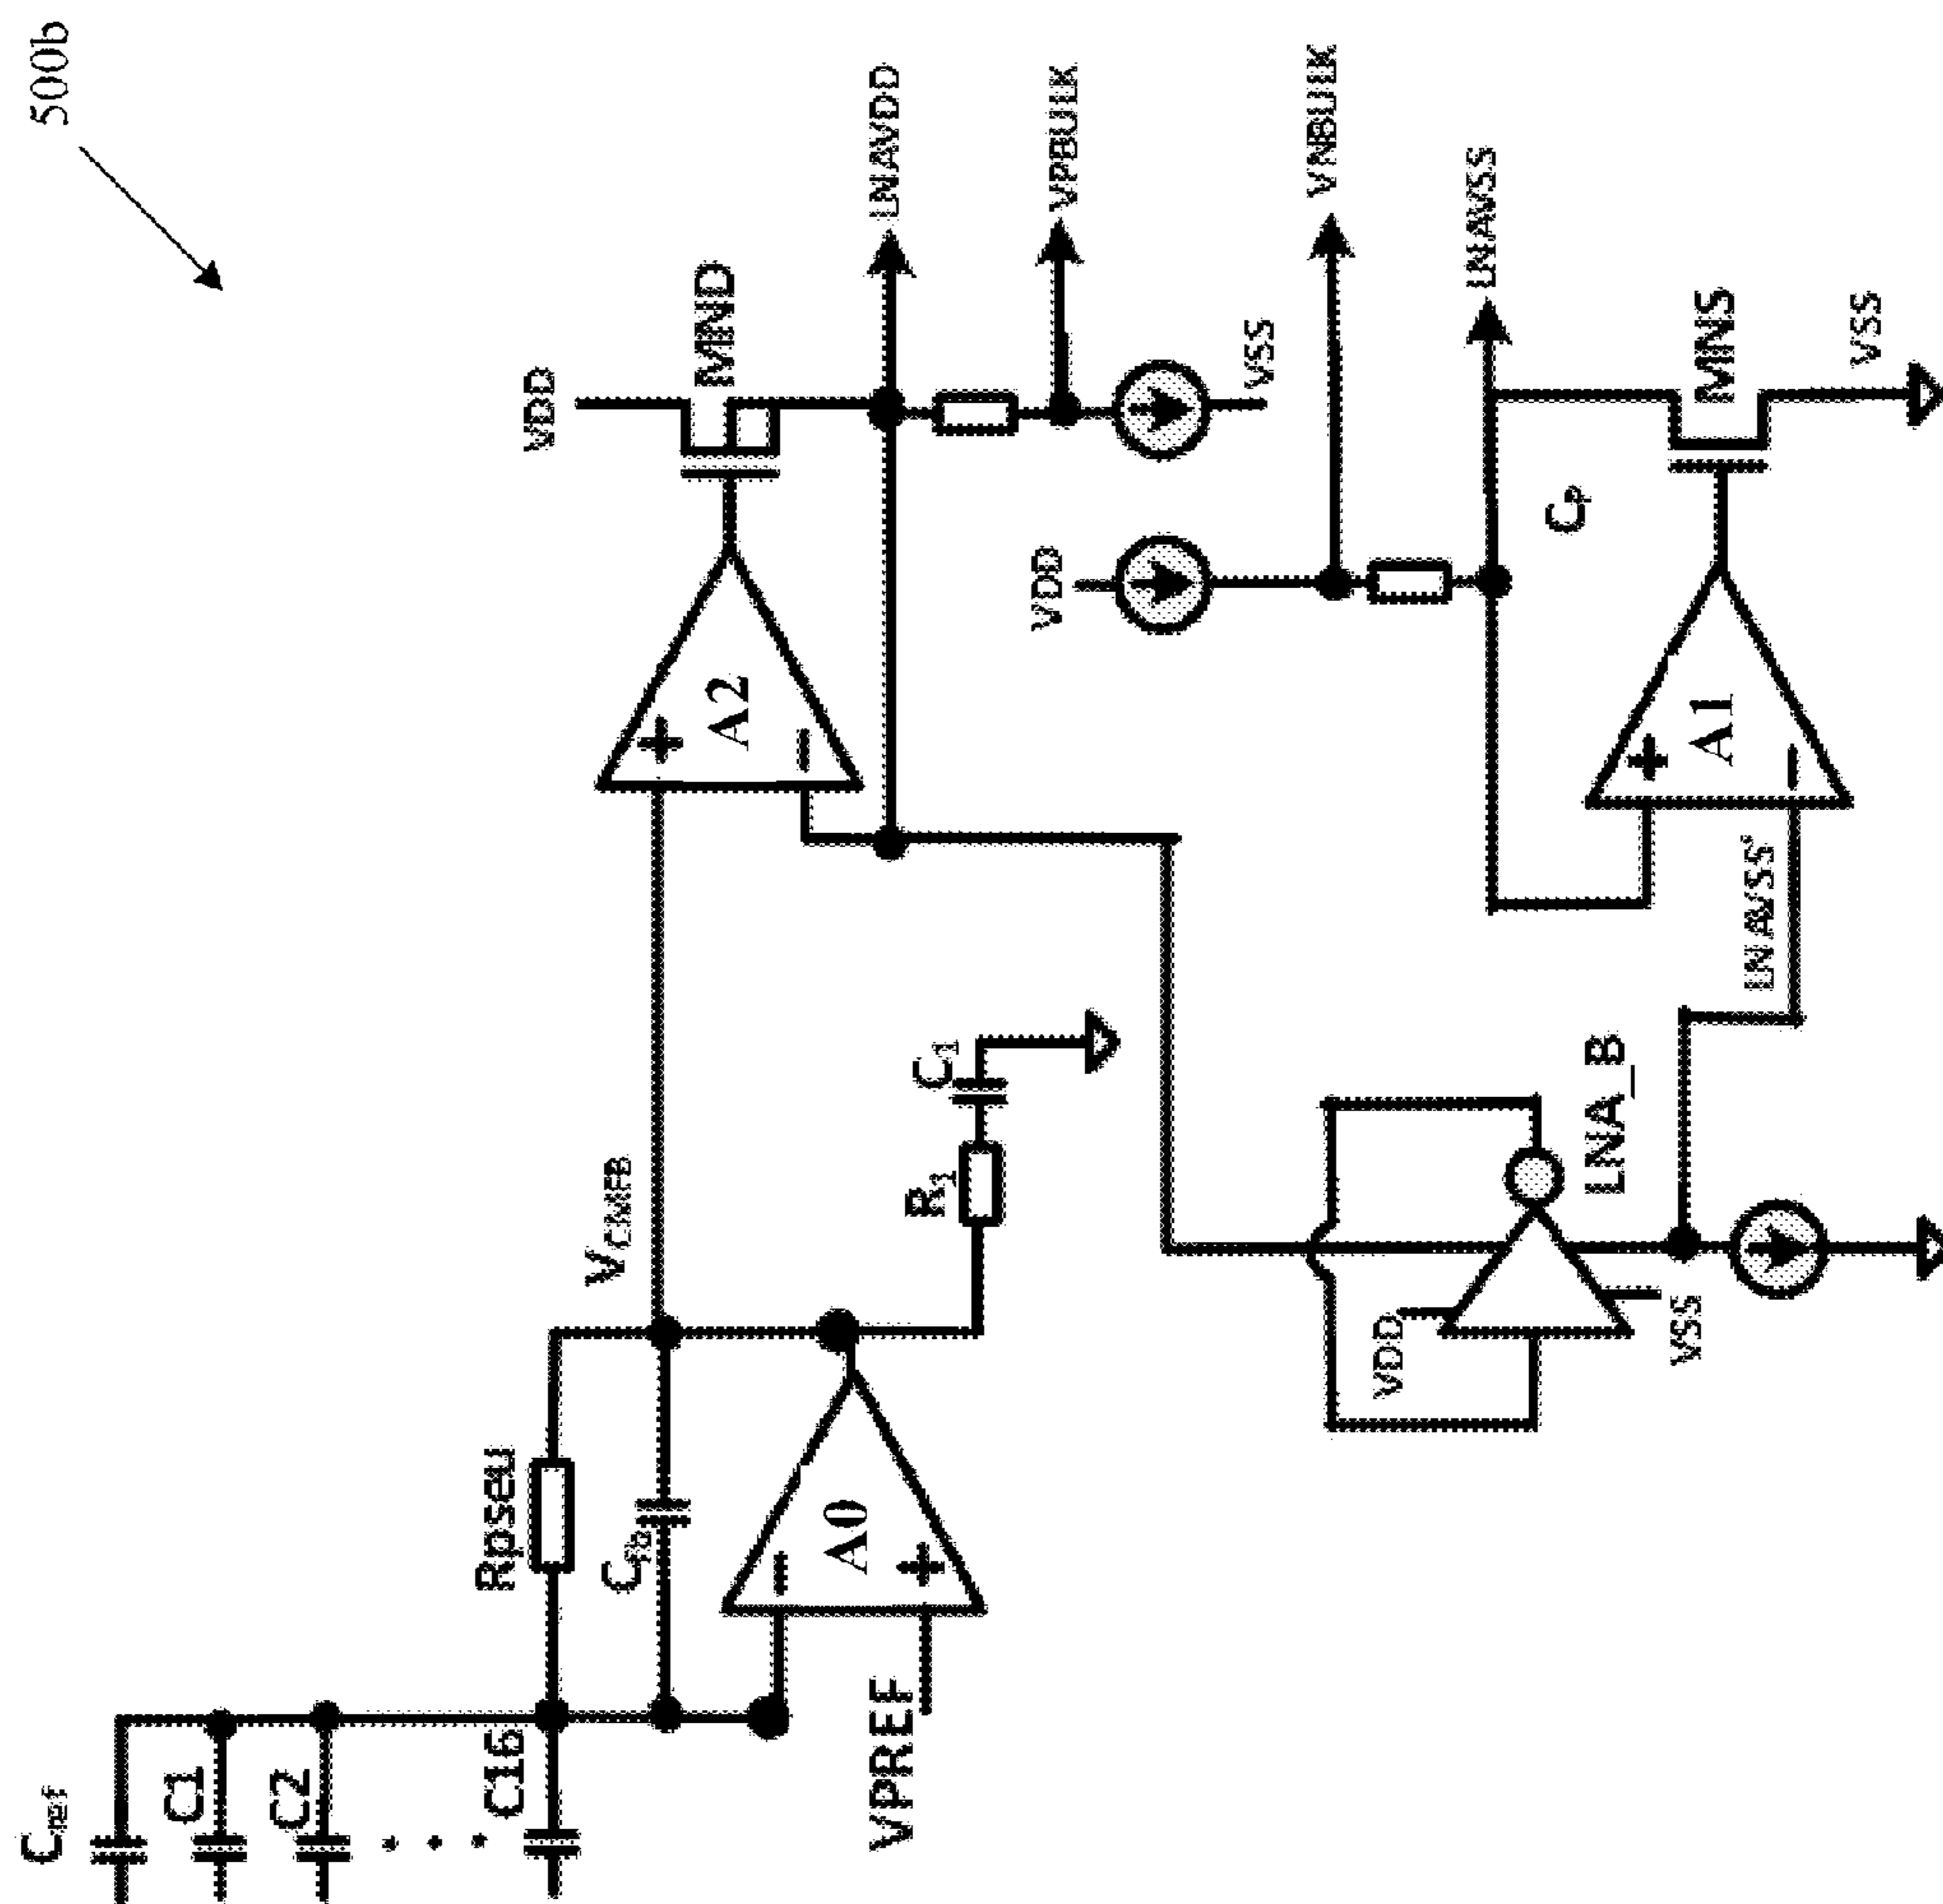 500b
VDD
MND
LNAVDD
VPBULK
VSS
A2
+
−
VDD
VNBULK
LNAVSS
CP
MNS
VSS
A1
+
−
LNAVSS'
VCMFB
R1
C1
Rpseu
Cfb
A0
−
+
VPREF
Cref
C1
C2
. . .
C16
VDD
VSS
LNA_B